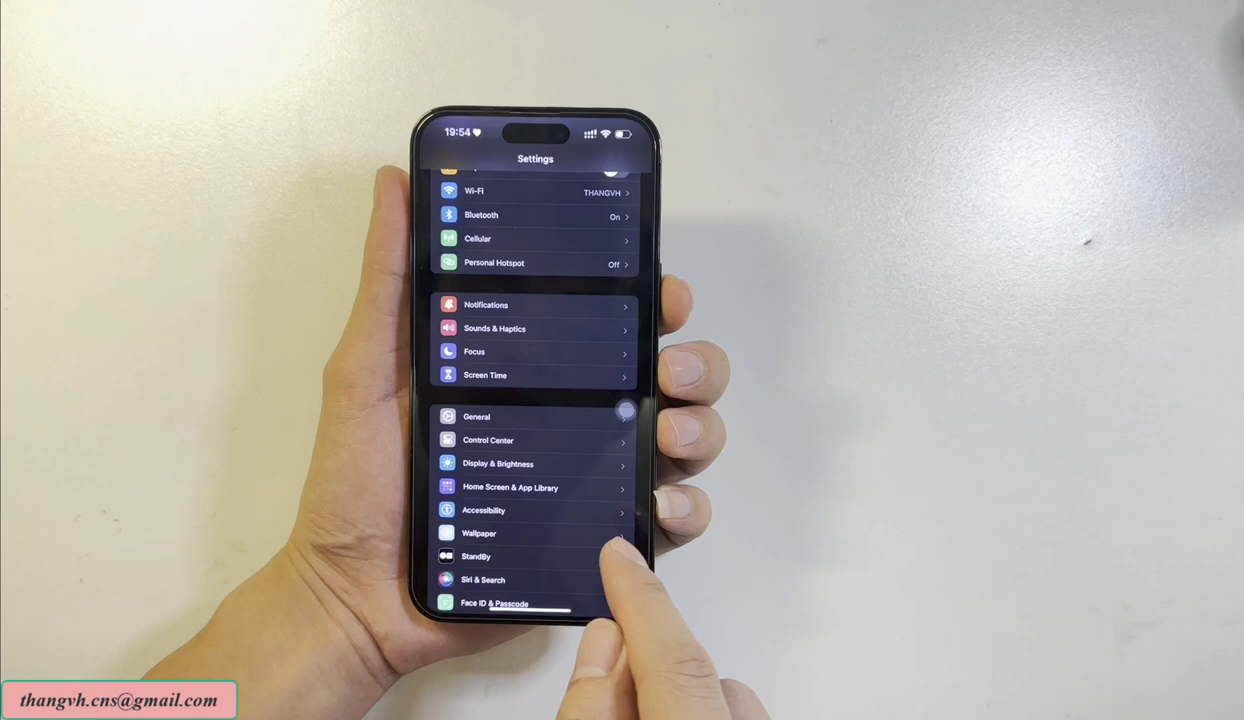 19:54
Settings
Wi-Fi THANGVH
Bluetooth On
Cellular
Personal Hotspot Off
Notifications
Sounds & Haptics
Focus
Screen Time
General
Control Center
Display & Brightness
Home Screen & App Library
Accessibility
Wallpaper
StandBy
Siri & Search
Face ID & Passcode
thangvh.cns@gmail.com